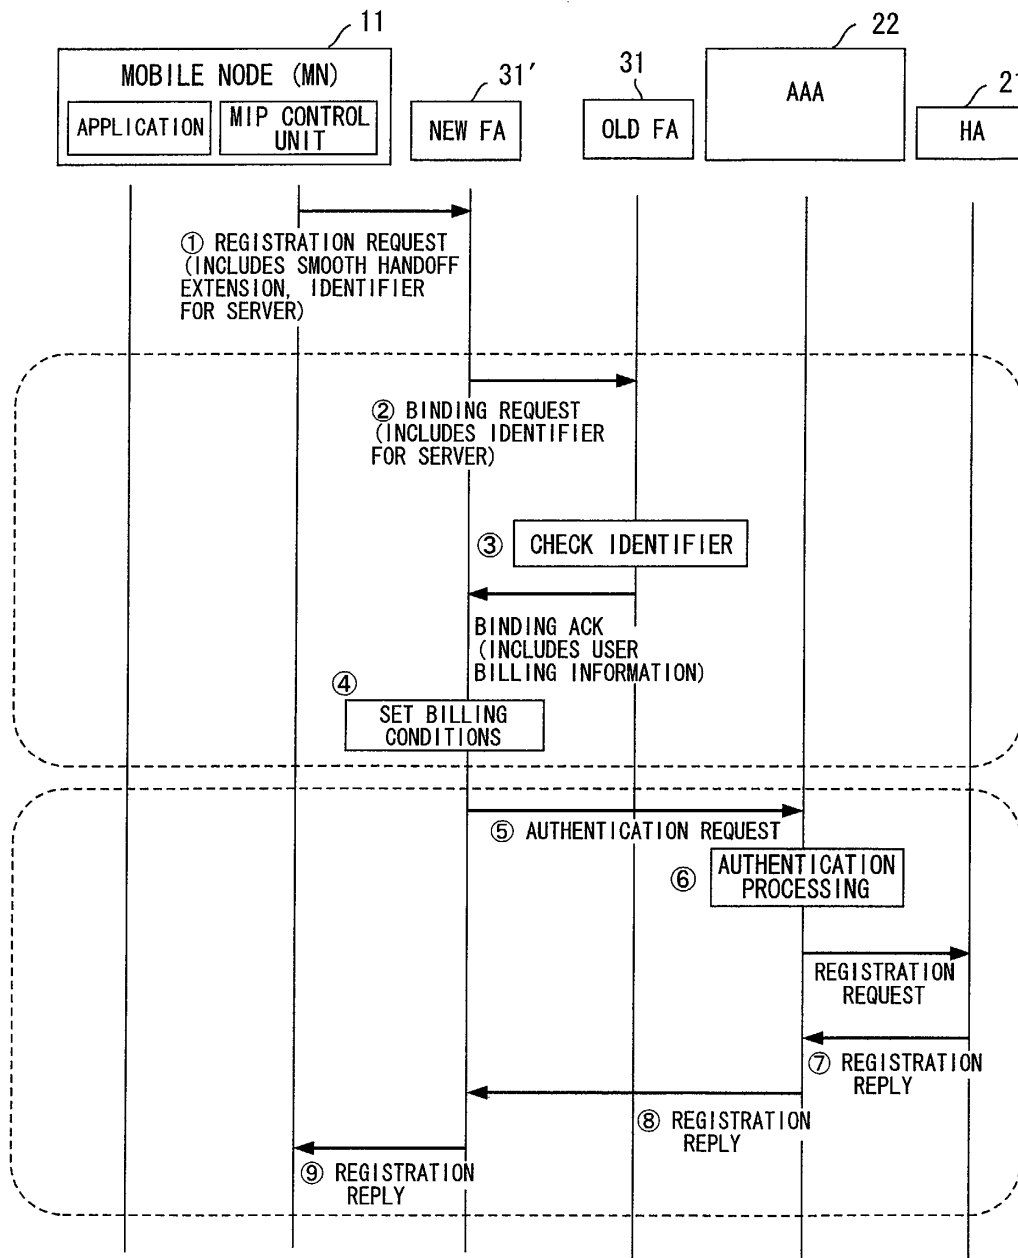 11
22
MOBILE NODE (MN)
31'
31
AAA
21
APPLICATION
MIP CONTROL
UNIT
NEW FA
OLD FA
HA
① REGISTRATION REQUEST
(INCLUDES SMOOTH HANDOFF
EXTENSION, IDENTIFIER
FOR SERVER)
② BINDING REQUEST
(INCLUDES IDENTIFIER
FOR SERVER)
③ CHECK IDENTIFIER
BINDING ACK
(INCLUDES USER
BILLING INFORMATION)
④
SET BILLING
CONDITIONS
⑤ AUTHENTICATION REQUEST
⑥ AUTHENTICATION
PROCESSING
REGISTRATION
REQUEST
⑦ REGISTRATION
REPLY
⑧ REGISTRATION
REPLY
⑨ REGISTRATION
REPLY